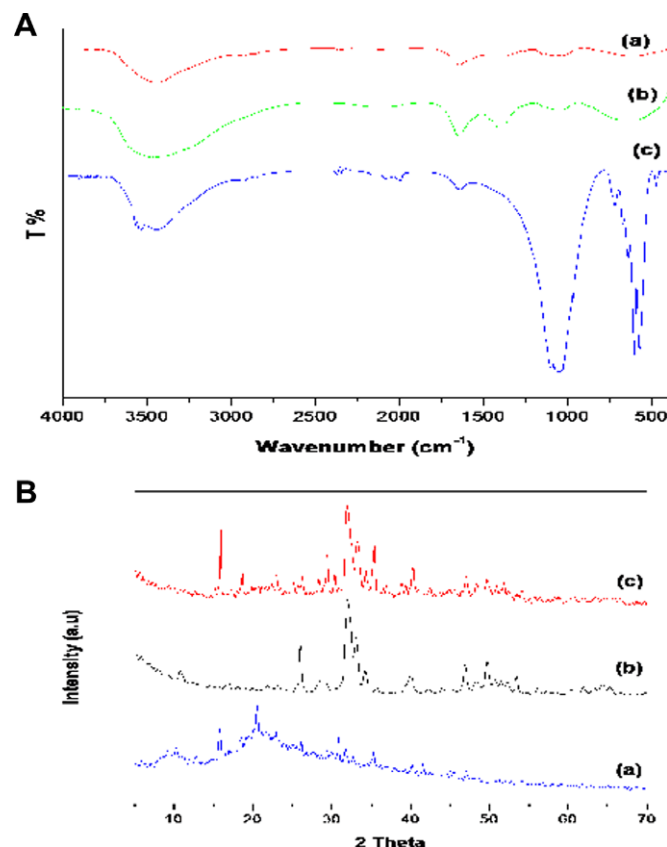 A
(a)
(b)
(c)
T%
4000 3500 3000 2500 2000 1500 1000 500
Wavenumber (cm⁻¹)
B
(c)
(b)
(a)
Intensity (a.u)
10 20 30 40 50 60 70
2 Theta